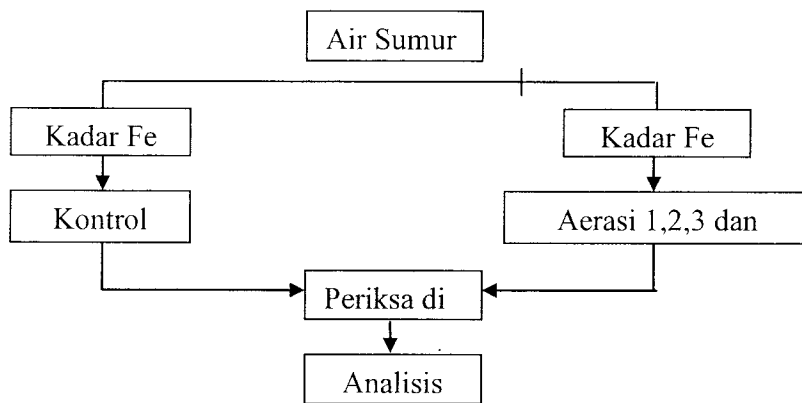 Air Sumur
Kadar Fe
Kadar Fe
Kontrol
Aerasi 1,2,3 dan
Periksa di
Analisis